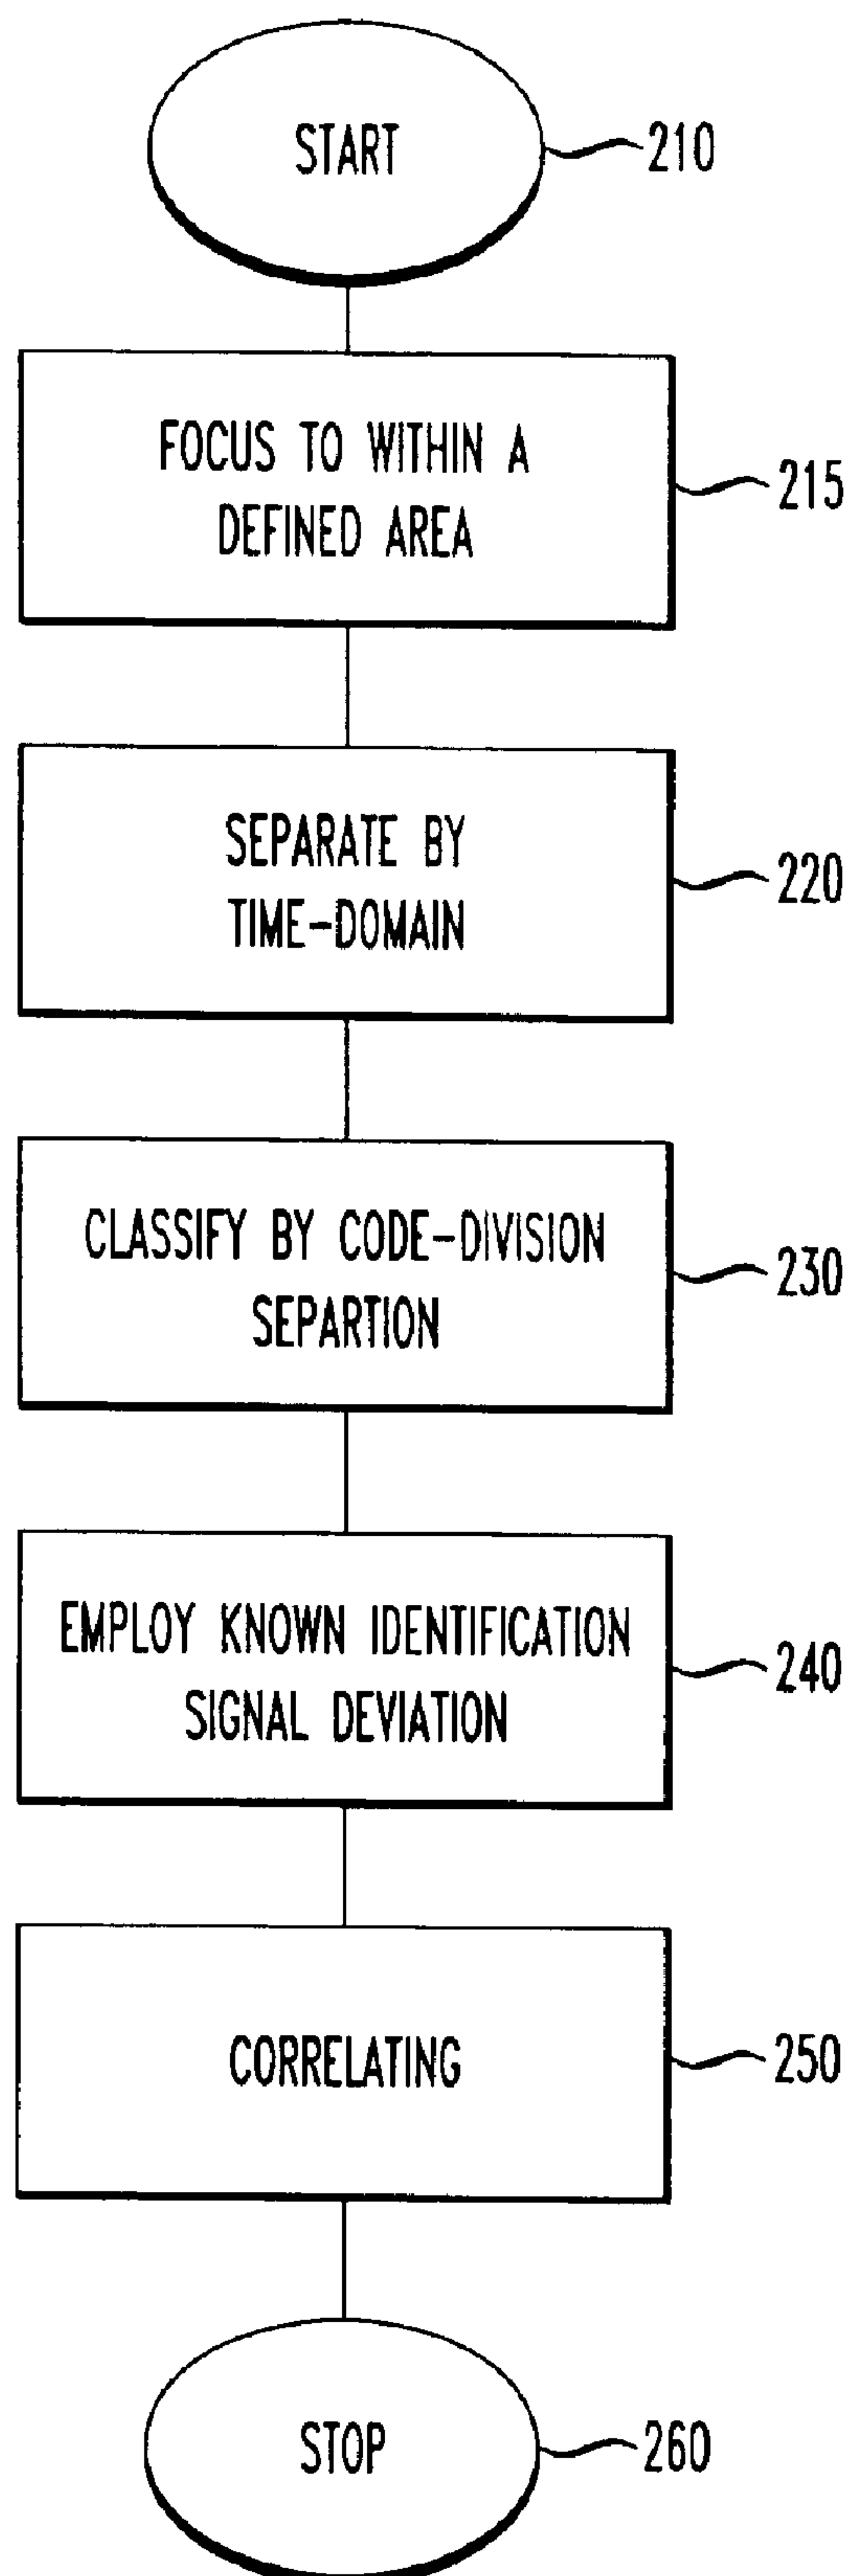 START
210
FOCUS TO WITHIN A
DEFINED AREA
215
SEPARATE BY
TIME-DOMAIN
220
CLASSIFY BY CODE-DIVISION
SEPARTION
230
EMPLOY KNOWN IDENTIFICATION
SIGNAL DEVIATION
240
CORRELATING
250
STOP
260